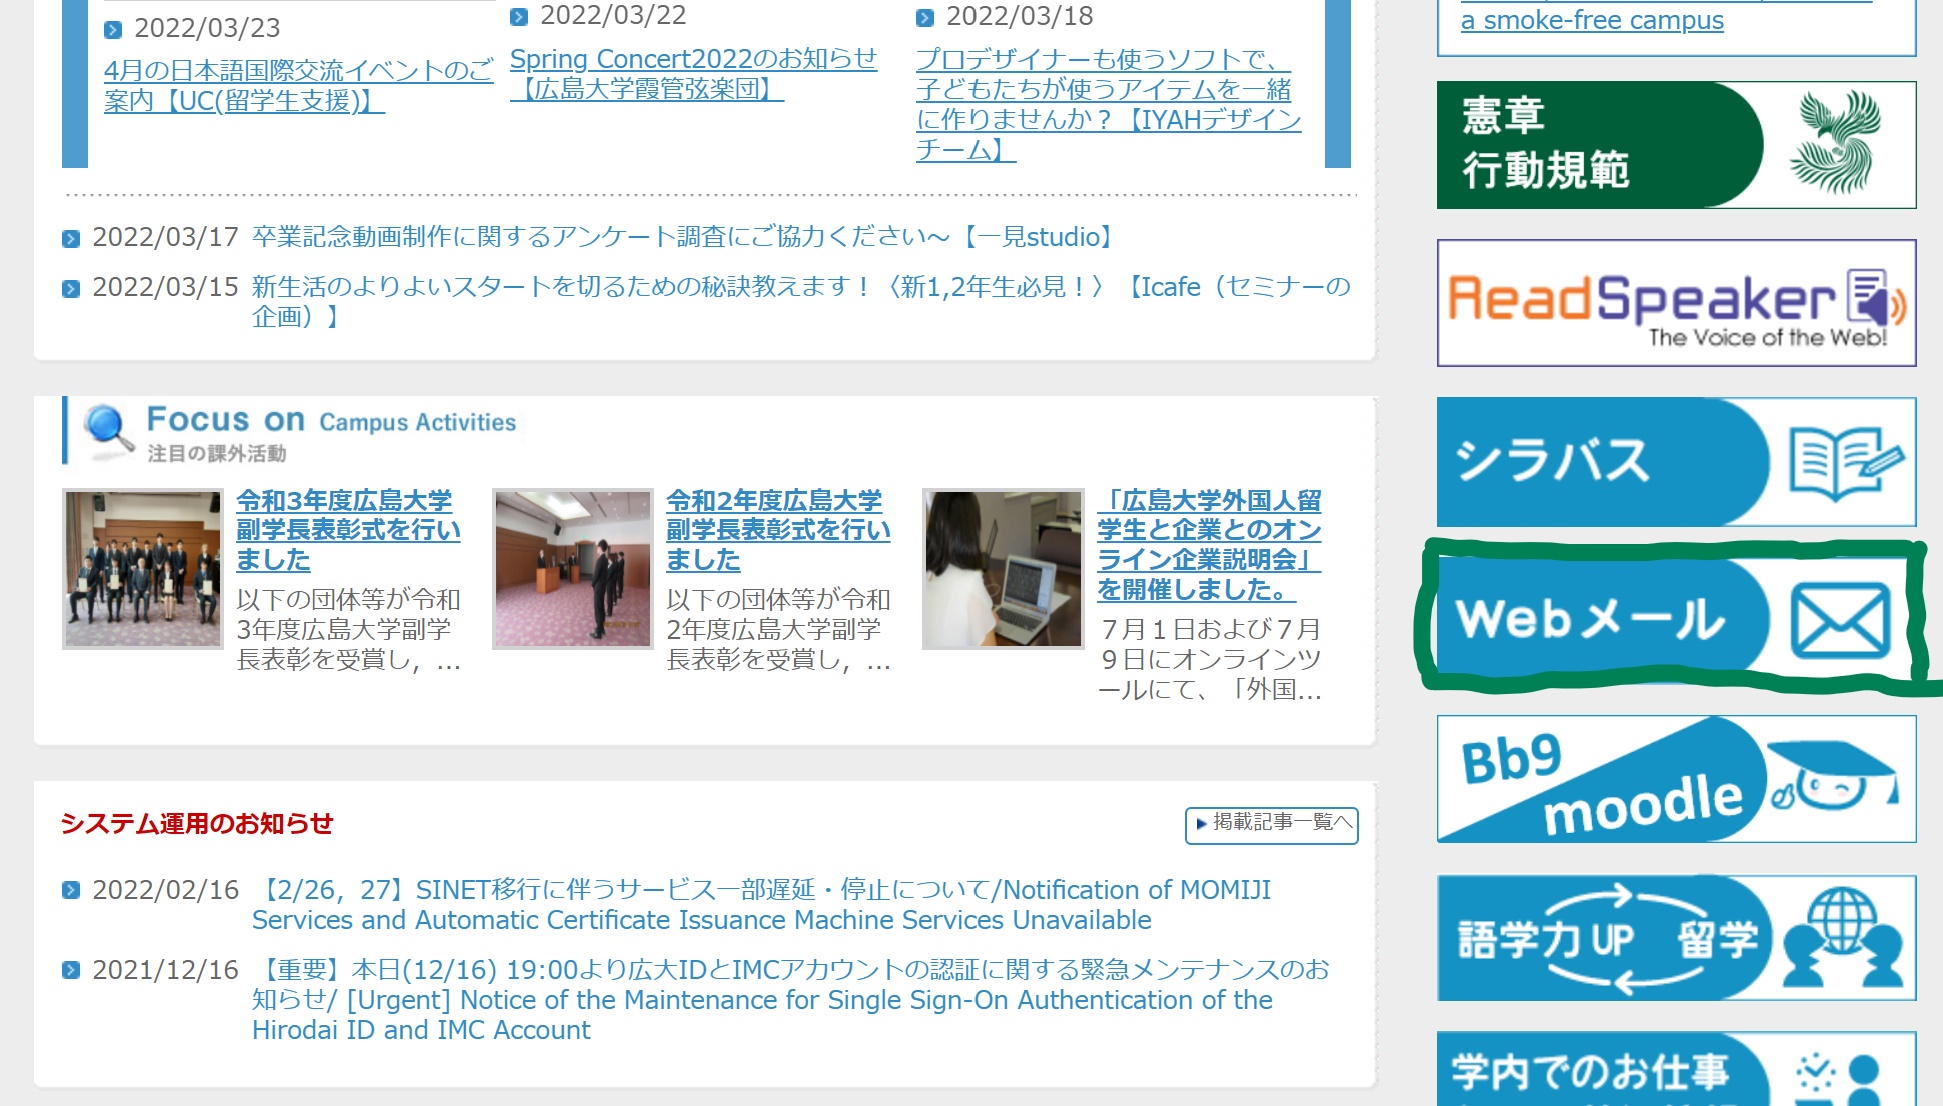 2022/03/23
4月の日本語国際交流イベントのご
案内【UC(留学生支援)】
2022/03/22
Spring Concert2022のお知らせ
【広島大学霞管弦楽団】
2022/03/18
プロデザイナーも使うソフトで、
子どもたちが使うアイテムを一緒
に作りませんか？【IYAHデザイン
チーム】
2022/03/17 卒業記念動画制作に関するアンケート調査にご協力ください～【一見studio】
2022/03/15 新生活のよりよいスタートを切るための秘訣教えます！〈新1,2年生必見！〉【Icafe（セミナーの
企画）】
Focus on Campus Activities
注目の課外活動
令和3年度広島大学
副学長表彰式を行い
ました
以下の団体等が令和
3年度広島大学副学
長表彰を受賞し，...
令和2年度広島大学
副学長表彰式を行い
ました
以下の団体等が令和
2年度広島大学副学
長表彰を受賞し，...
「広島大学外国人留
学生と企業とのオン
ライン企業説明会」
を開催しました。
７月１日および７月
９日にオンラインツ
ールにて、「外国...
システム運用のお知らせ
掲載記事一覧へ
2022/02/16 【2/26，27】SINET移行に伴うサービス一部遅延・停止について/Notification of MOMIJI
Services and Automatic Certificate Issuance Machine Services Unavailable
2021/12/16 【重要】本日(12/16) 19:00より広大IDとIMCアカウントの認証に関する緊急メンテナンスのお
知らせ/ [Urgent] Notice of the Maintenance for Single Sign-On Authentication of the
Hirodai ID and IMC Account
a smoke-free campus
憲章
行動規範
ReadSpeaker
The Voice of the Web!
シラバス
Webメール
Bb9
moodle
語学力UP 留学
学内でのお仕事